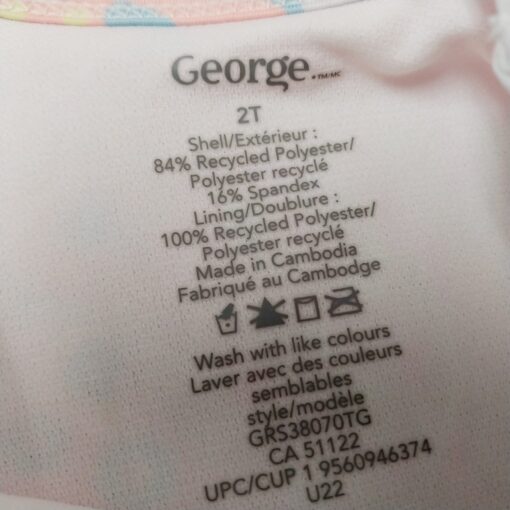 George.™/MC
2T
Shell/Extérieur :
84% Recycled Polyester/
Polyester recyclé
16% Spandex
Lining/Doublure :
100% Recycled Polyester/
Polyester recyclé
Made in Cambodia
Fabriqué au Cambodge
Wash with like colours
Laver avec des couleurs
semblables
style/modèle
GRS38070TG
CA 51122
UPC/CUP 1 9560946374
U22